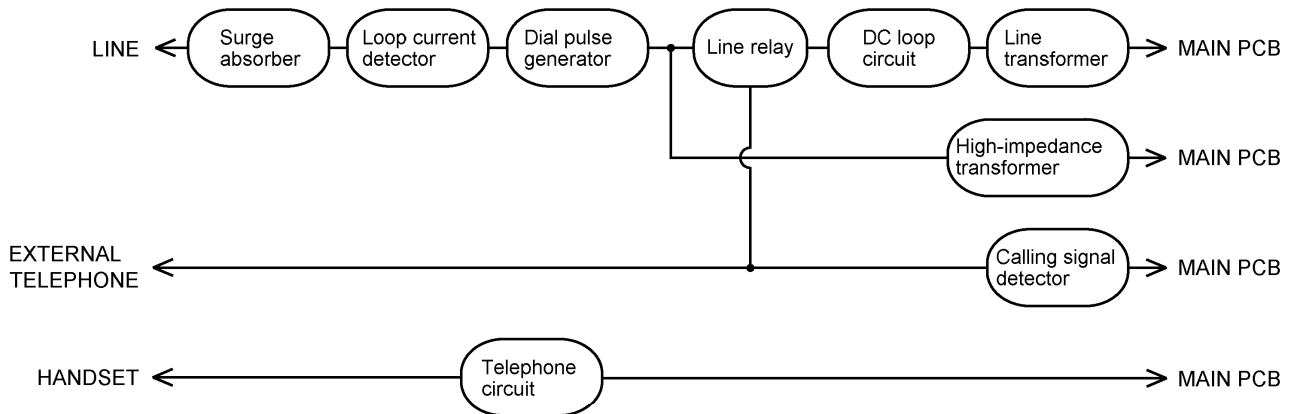 LINE
Surge
absorber
Loop current
detector
Dial pulse
generator
Line relay
DC loop
circuit
Line
transformer
MAIN PCB
High-impedance
transformer
MAIN PCB
EXTERNAL
TELEPHONE
Calling signal
detector
MAIN PCB
HANDSET
Telephone
circuit
MAIN PCB